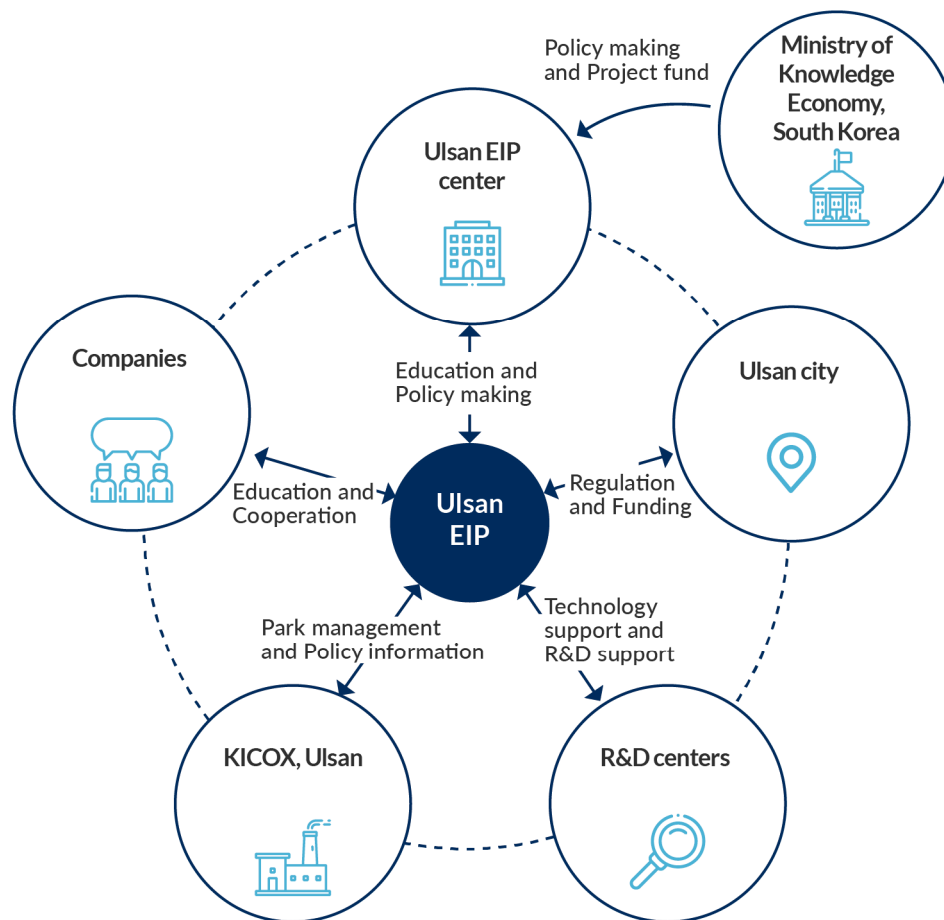 Policy making
and Project fund
Ministry of
Knowledge
Economy,
South Korea
Ulsan EIP
center
Companies
Education and
Policy making
Ulsan city
Education and
Cooperation
Ulsan
EIP
Regulation
and Funding
Park management
and Policy information
Technology
support and
R&D support
KICOX, Ulsan
R&D centers